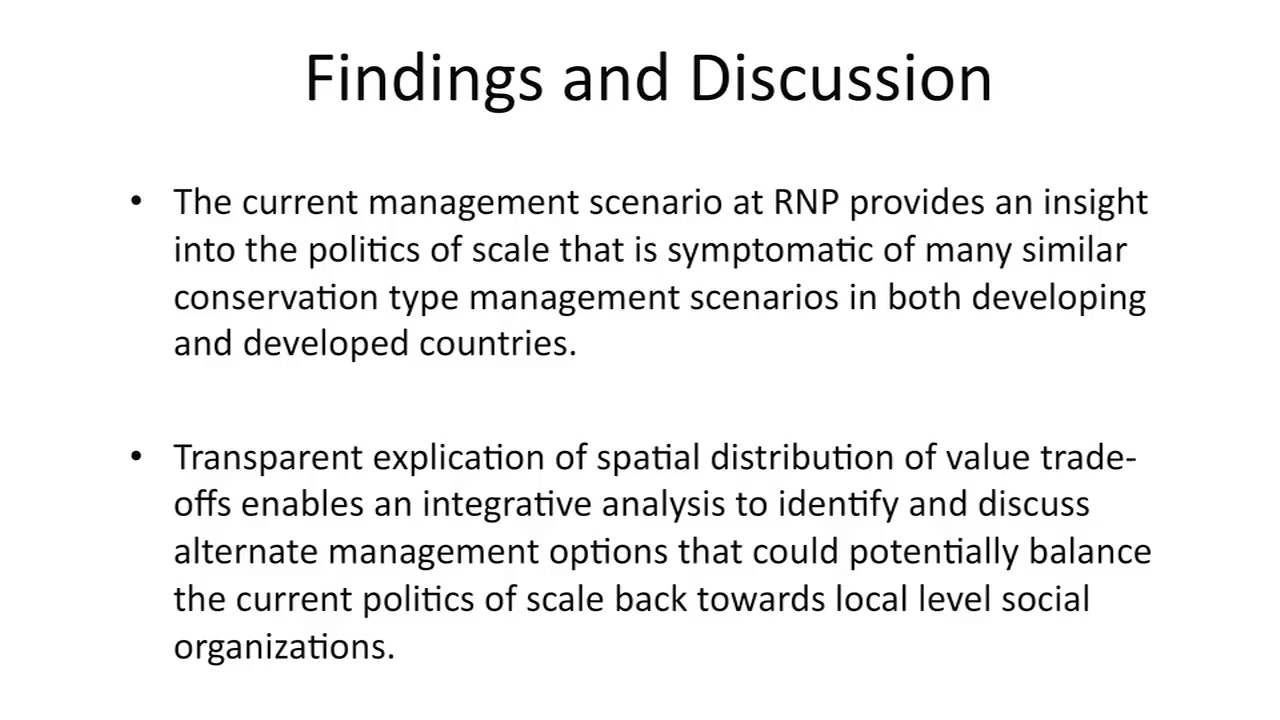 Findings and Discussion
• The current management scenario at RNP provides an insight
into the politics of scale that is symptomatic of many similar
conservation type management scenarios in both developing
and developed countries.
• Transparent explication of spatial distribution of value trade-
offs enables an integrative analysis to identify and discuss
alternate management options that could potentially balance
the current politics of scale back towards local level social
organizations.